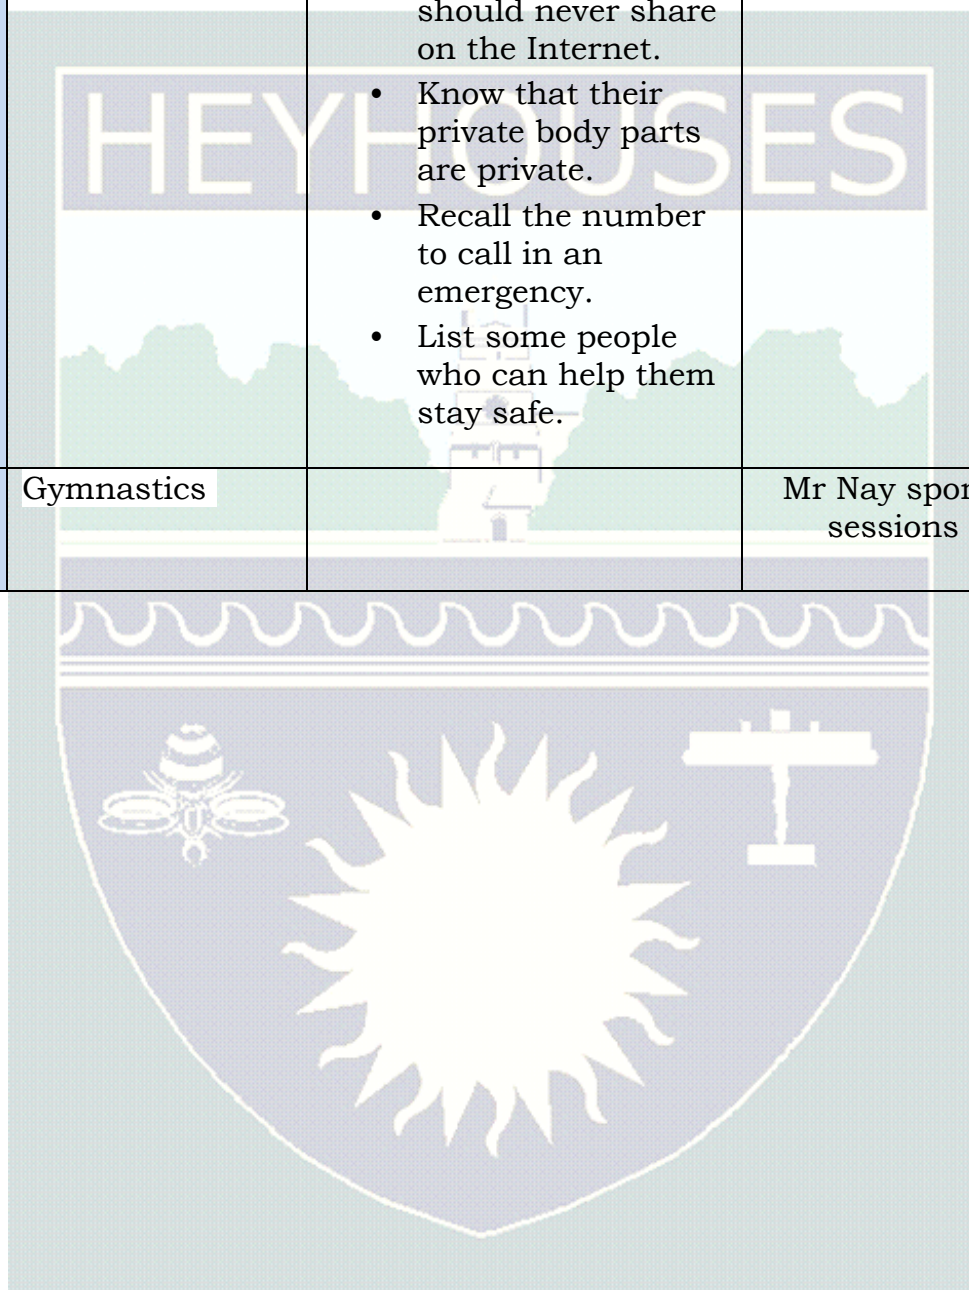 should never share
on the Internet.
HEYHOUSES
• Know that their
private body parts
are private.
• Recall the number
to call in an
emergency.
• List some people
who can help them
stay safe.
Gymnastics
Mr Nay spor
sessions